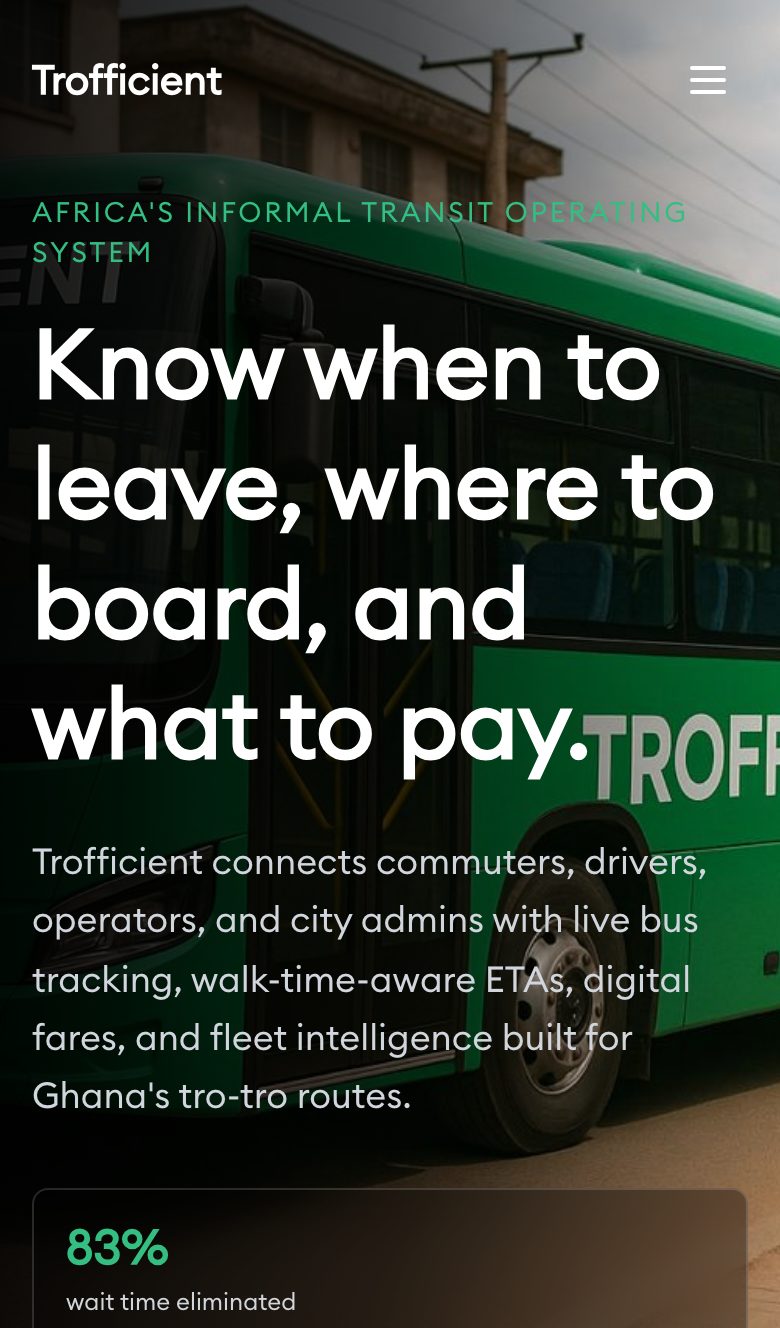 Trofficient
AFRICA'S INFORMAL TRANSIT OPERATING
SYSTEM
ENT
Know when to
leave, where to
board, and
what to pay.
TROFF
Trofficient connects commuters, drivers,
operators, and city admins with live bus
tracking, walk-time-aware ETAs, digital
fares, and fleet intelligence built for
Ghana's tro-tro routes.
83%
wait time eliminated